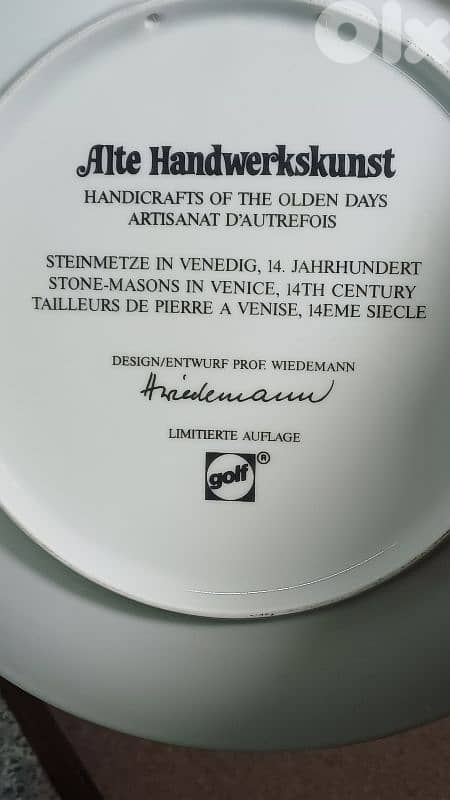 olx
Alte Handwerkskunst
HANDICRAFTS OF THE OLDEN DAYS
ARTISANAT D'AUTREFOIS
STEINMETZE IN VENEDIG, 14. JAHRHUNDERT
STONE-MASONS IN VENICE, 14TH CENTURY
TAILLEURS DE PIERRE A VENISE, 14EME SIECLE
DESIGN/ENTWURF PROF. WIEDEMANN
HWiedemann
LIMITIERTE AUFLAGE
golf ®